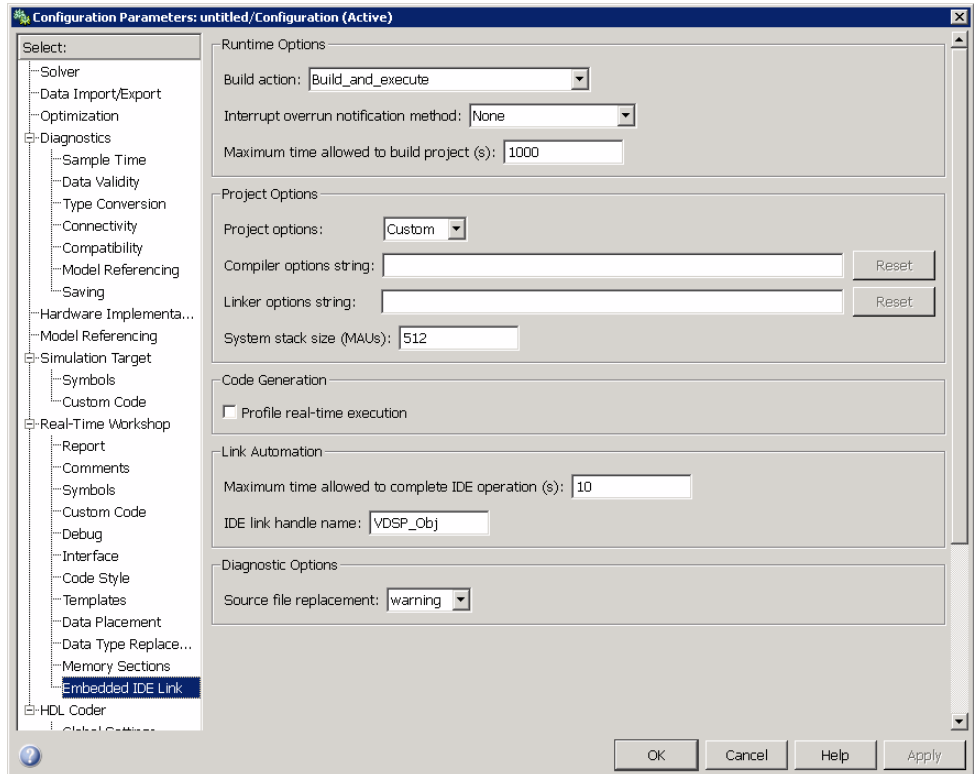 Configuration Parameters: untitled/Configuration (Active)
Select:
Solver
Data Import/Export
Optimization
Diagnostics
Sample Time
Data Validity
Type Conversion
Connectivity
Compatibility
Model Referencing
Saving
Hardware Implementa...
Model Referencing
Simulation Target
Symbols
Custom Code
Real-Time Workshop
Report
Comments
Symbols
Custom Code
Debug
Interface
Code Style
Templates
Data Placement
Data Type Replace...
Memory Sections
Embedded IDE Link
HDL Coder
Global Settings
Runtime Options
Build action: Build_and_execute
Interrupt overrun notification method: None
Maximum time allowed to build project (s): 1000
Project Options
Project options: Custom
Compiler options string: Reset
Linker options string: Reset
System stack size (MAUs): 512
Code Generation
Profile real-time execution
Link Automation
Maximum time allowed to complete IDE operation (s): 10
IDE link handle name: VDSP_Obj
Diagnostic Options
Source file replacement: warning
OK Cancel Help Apply